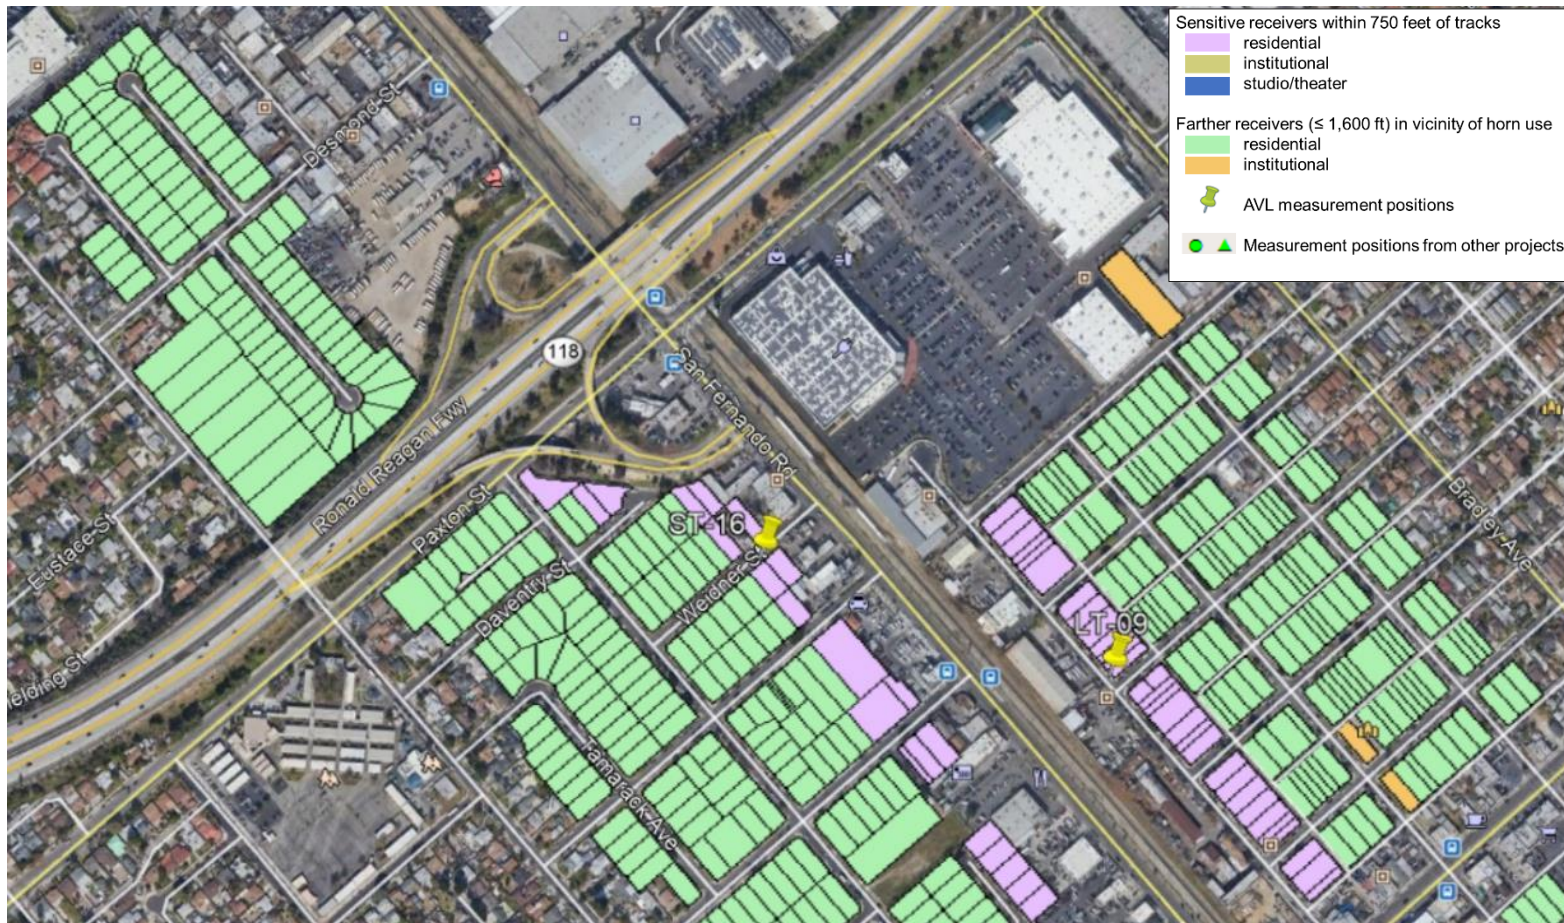 Sensitive receivers within 750 feet of tracks
residential
institutional
studio/theater
Farther receivers (≤ 1,600 ft) in vicinity of horn use
residential
institutional
AVL measurement positions
Measurement positions from other projects
Desmond St
118
San Fernando Rd
Ronald Reagan Fwy
Paxton St
Eustace St
Bradley Ave
ST-16
Weidner St
Daventry St
LT-09
elding St
Tamarack Ave